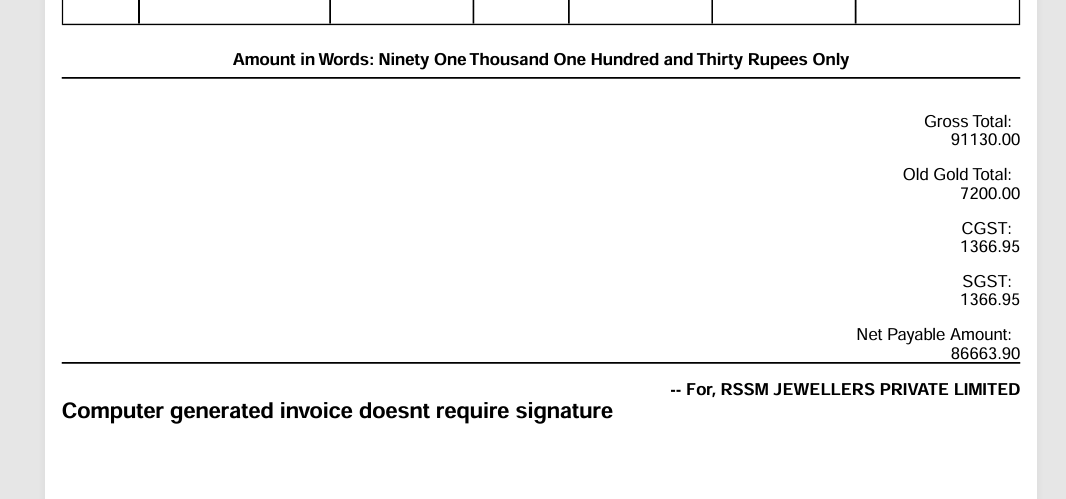 Amount in Words: Ninety One Thousand One Hundred and Thirty Rupees Only
Gross Total:
91130.00
Old Gold Total:
7200.00
CGST:
1366.95
SGST:
1366.95
Net Payable Amount:
86663.90
-- For, RSSM JEWELLERS PRIVATE LIMITED
Computer generated invoice doesnt require signature